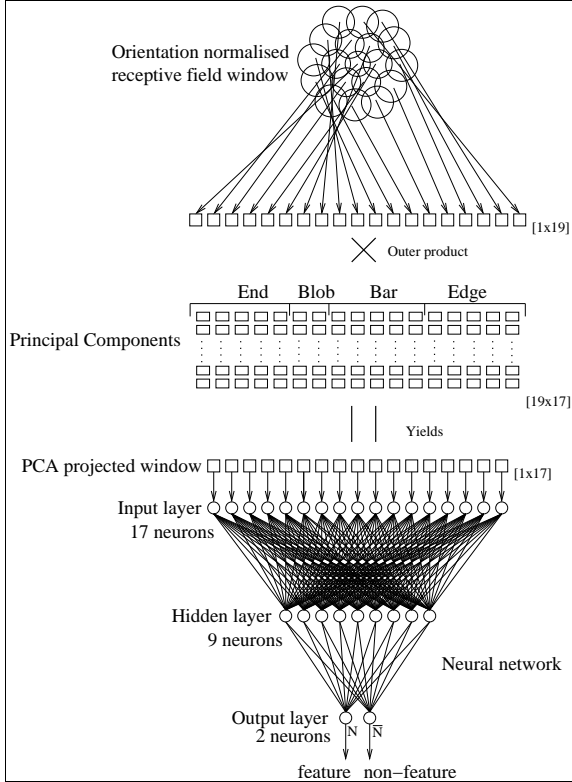 Orientation normalised
receptive field window
[1x19]
Outer product
End Blob Bar Edge
Principal Components
[19x17]
Yields
PCA projected window
[1x17]
Input layer
17 neurons
Hidden layer
9 neurons
Neural network
Output layer
2 neurons
N N̅
feature non−feature